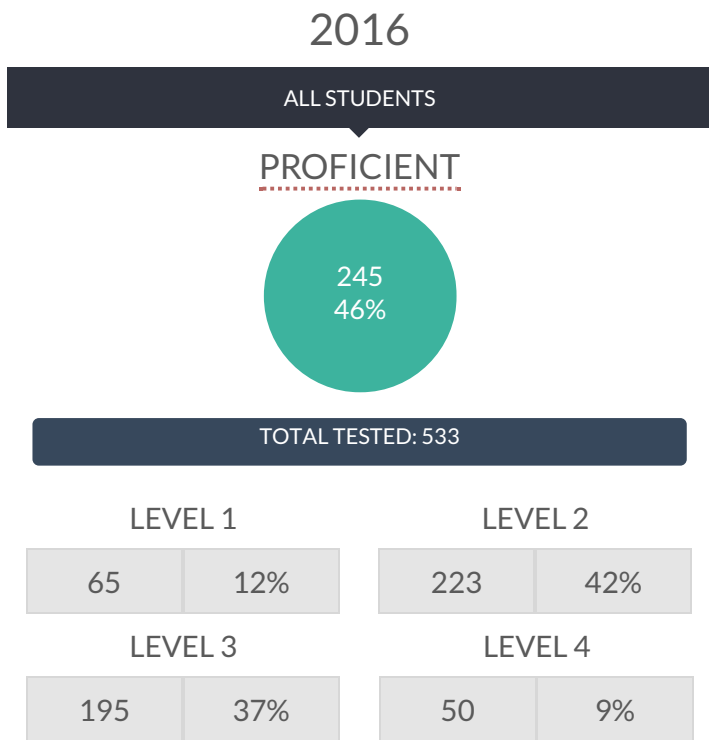 2016
ALL STUDENTS
PROFICIENT
245
46%
TOTAL TESTED: 533
LEVEL 1
65 12%
LEVEL 2
223 42%
LEVEL 3
195 37%
LEVEL 4
50 9%